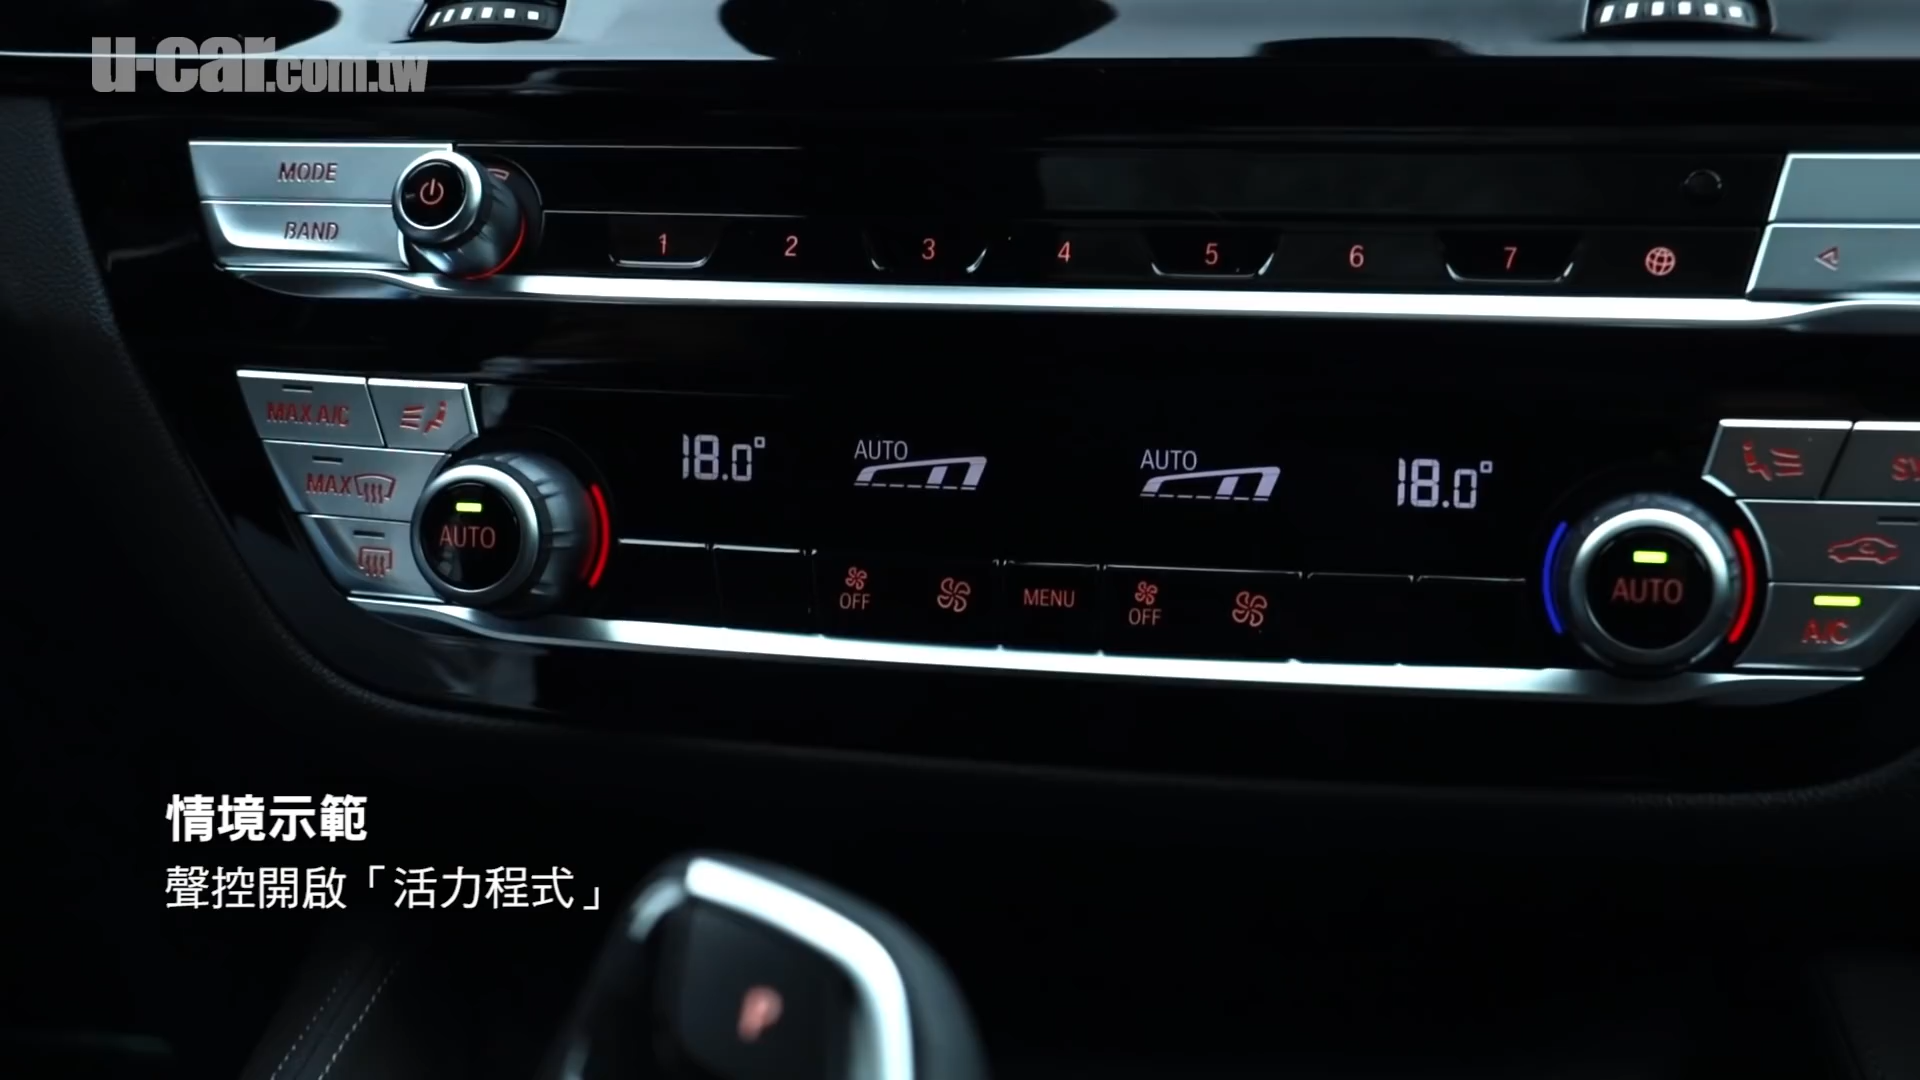 u-car.com.tw
MODE
BAND
1 2 3 4 5 6 7
MAX A/C
MAX
AUTO
18.0°
AUTO
AUTO
18.0°
OFF
MENU
OFF
AUTO
A/C
情境示範
聲控開啟「活力程式」
P